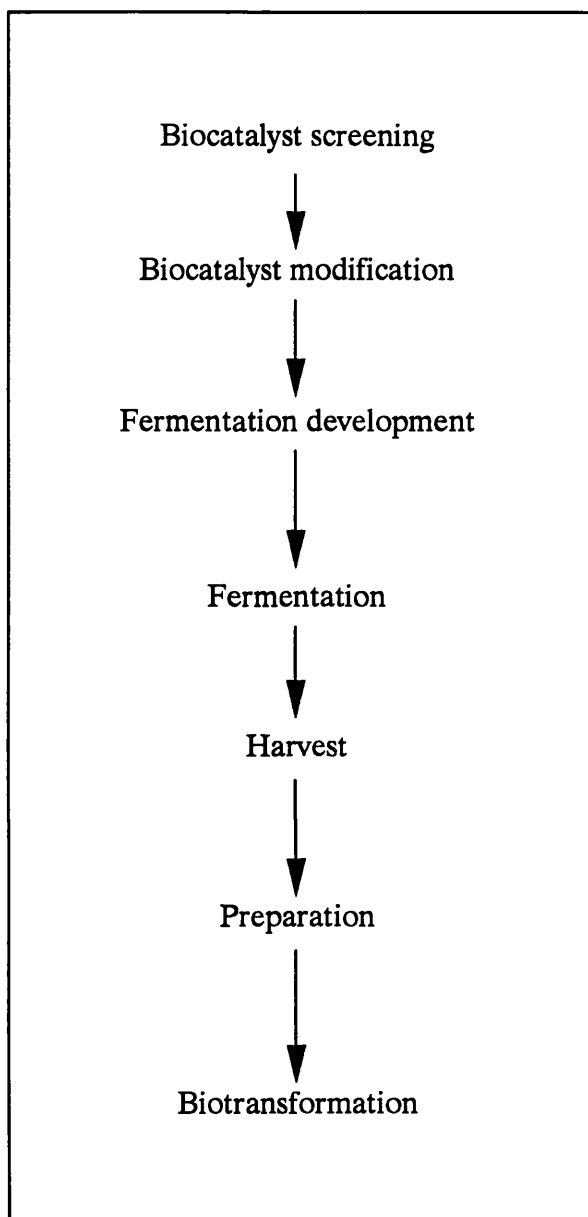 Biocatalyst screening
Biocatalyst modification
Fermentation development
Fermentation
Harvest
Preparation
Biotransformation